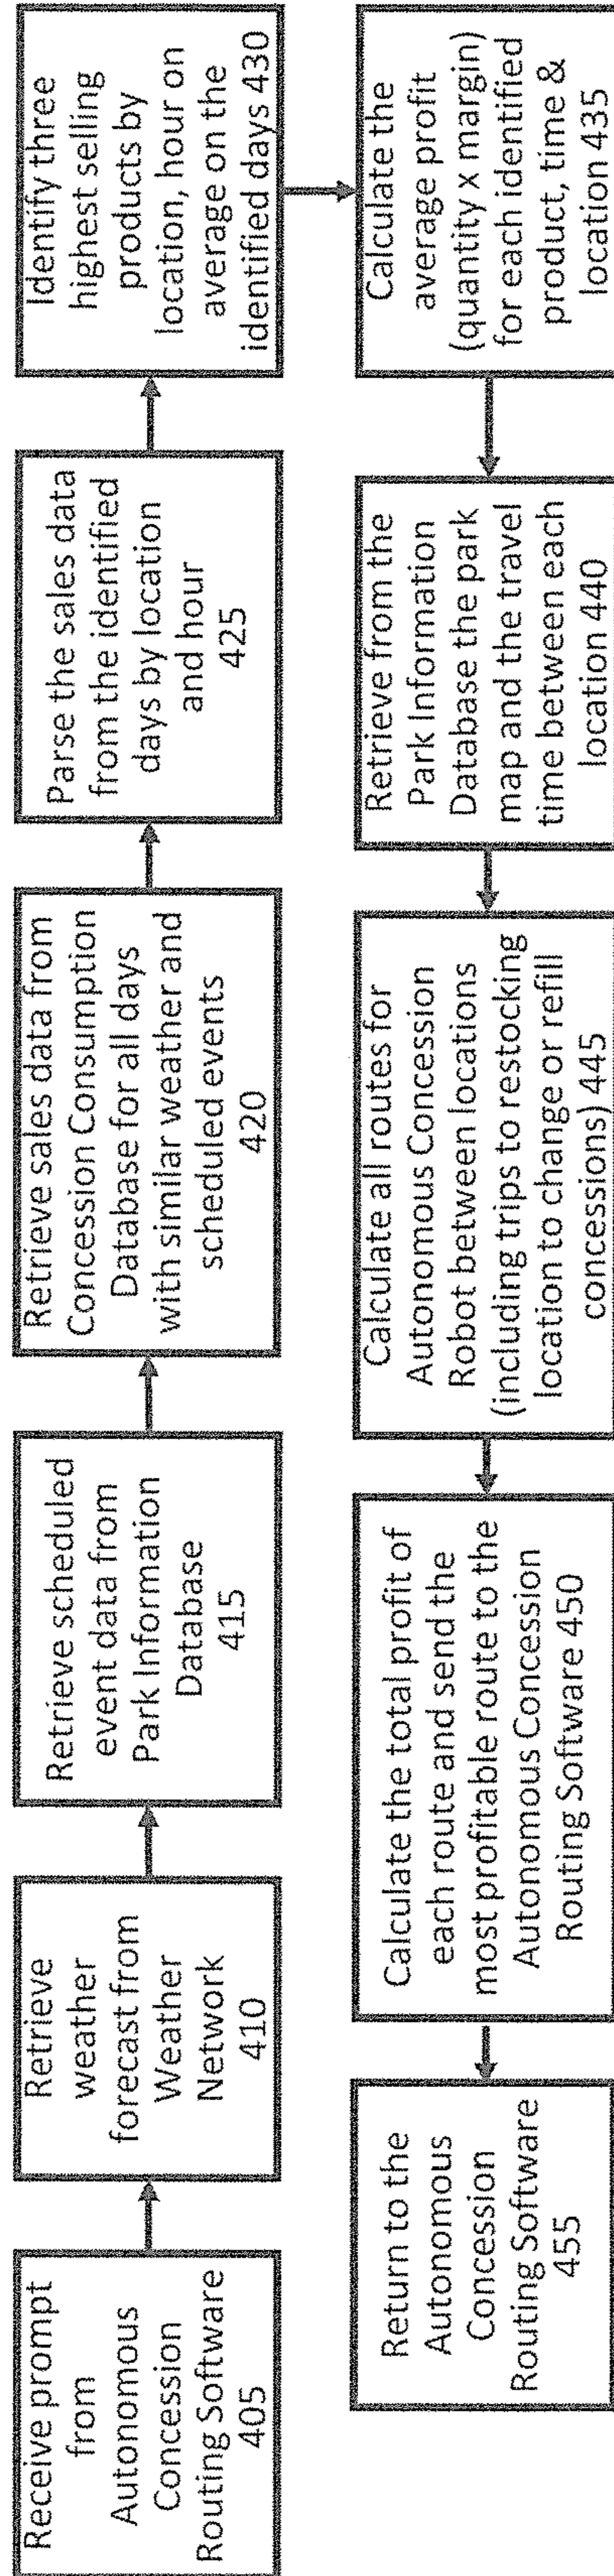 Receive prompt
from
Autonomous
Concession
Routing Software
405
Retrieve
weather
forecast from
Weather
Network
410
Retrieve scheduled
event data from
Park Information
Database
415
Retrieve sales data from
Concession Consumption
Database for all days
with similar weather and
scheduled events
420
Parse the sales data
from the identified
days by location
and hour
425
Identify three
highest selling
products by
location, hour on
average on the
identified days 430
Calculate the
average profit
(quantity x margin)
for each identified
product, time &
location 435
Retrieve from the
Park Information
Database the park
map and the travel
time between each
location 440
Calculate all routes for
Autonomous Concession
Robot between locations
(including trips to restocking
location to change or refill
concessions) 445
Calculate the total profit of
each route and send the
most profitable route to the
Autonomous Concession
Routing Software 450
Return to the
Autonomous
Concession
Routing Software
455